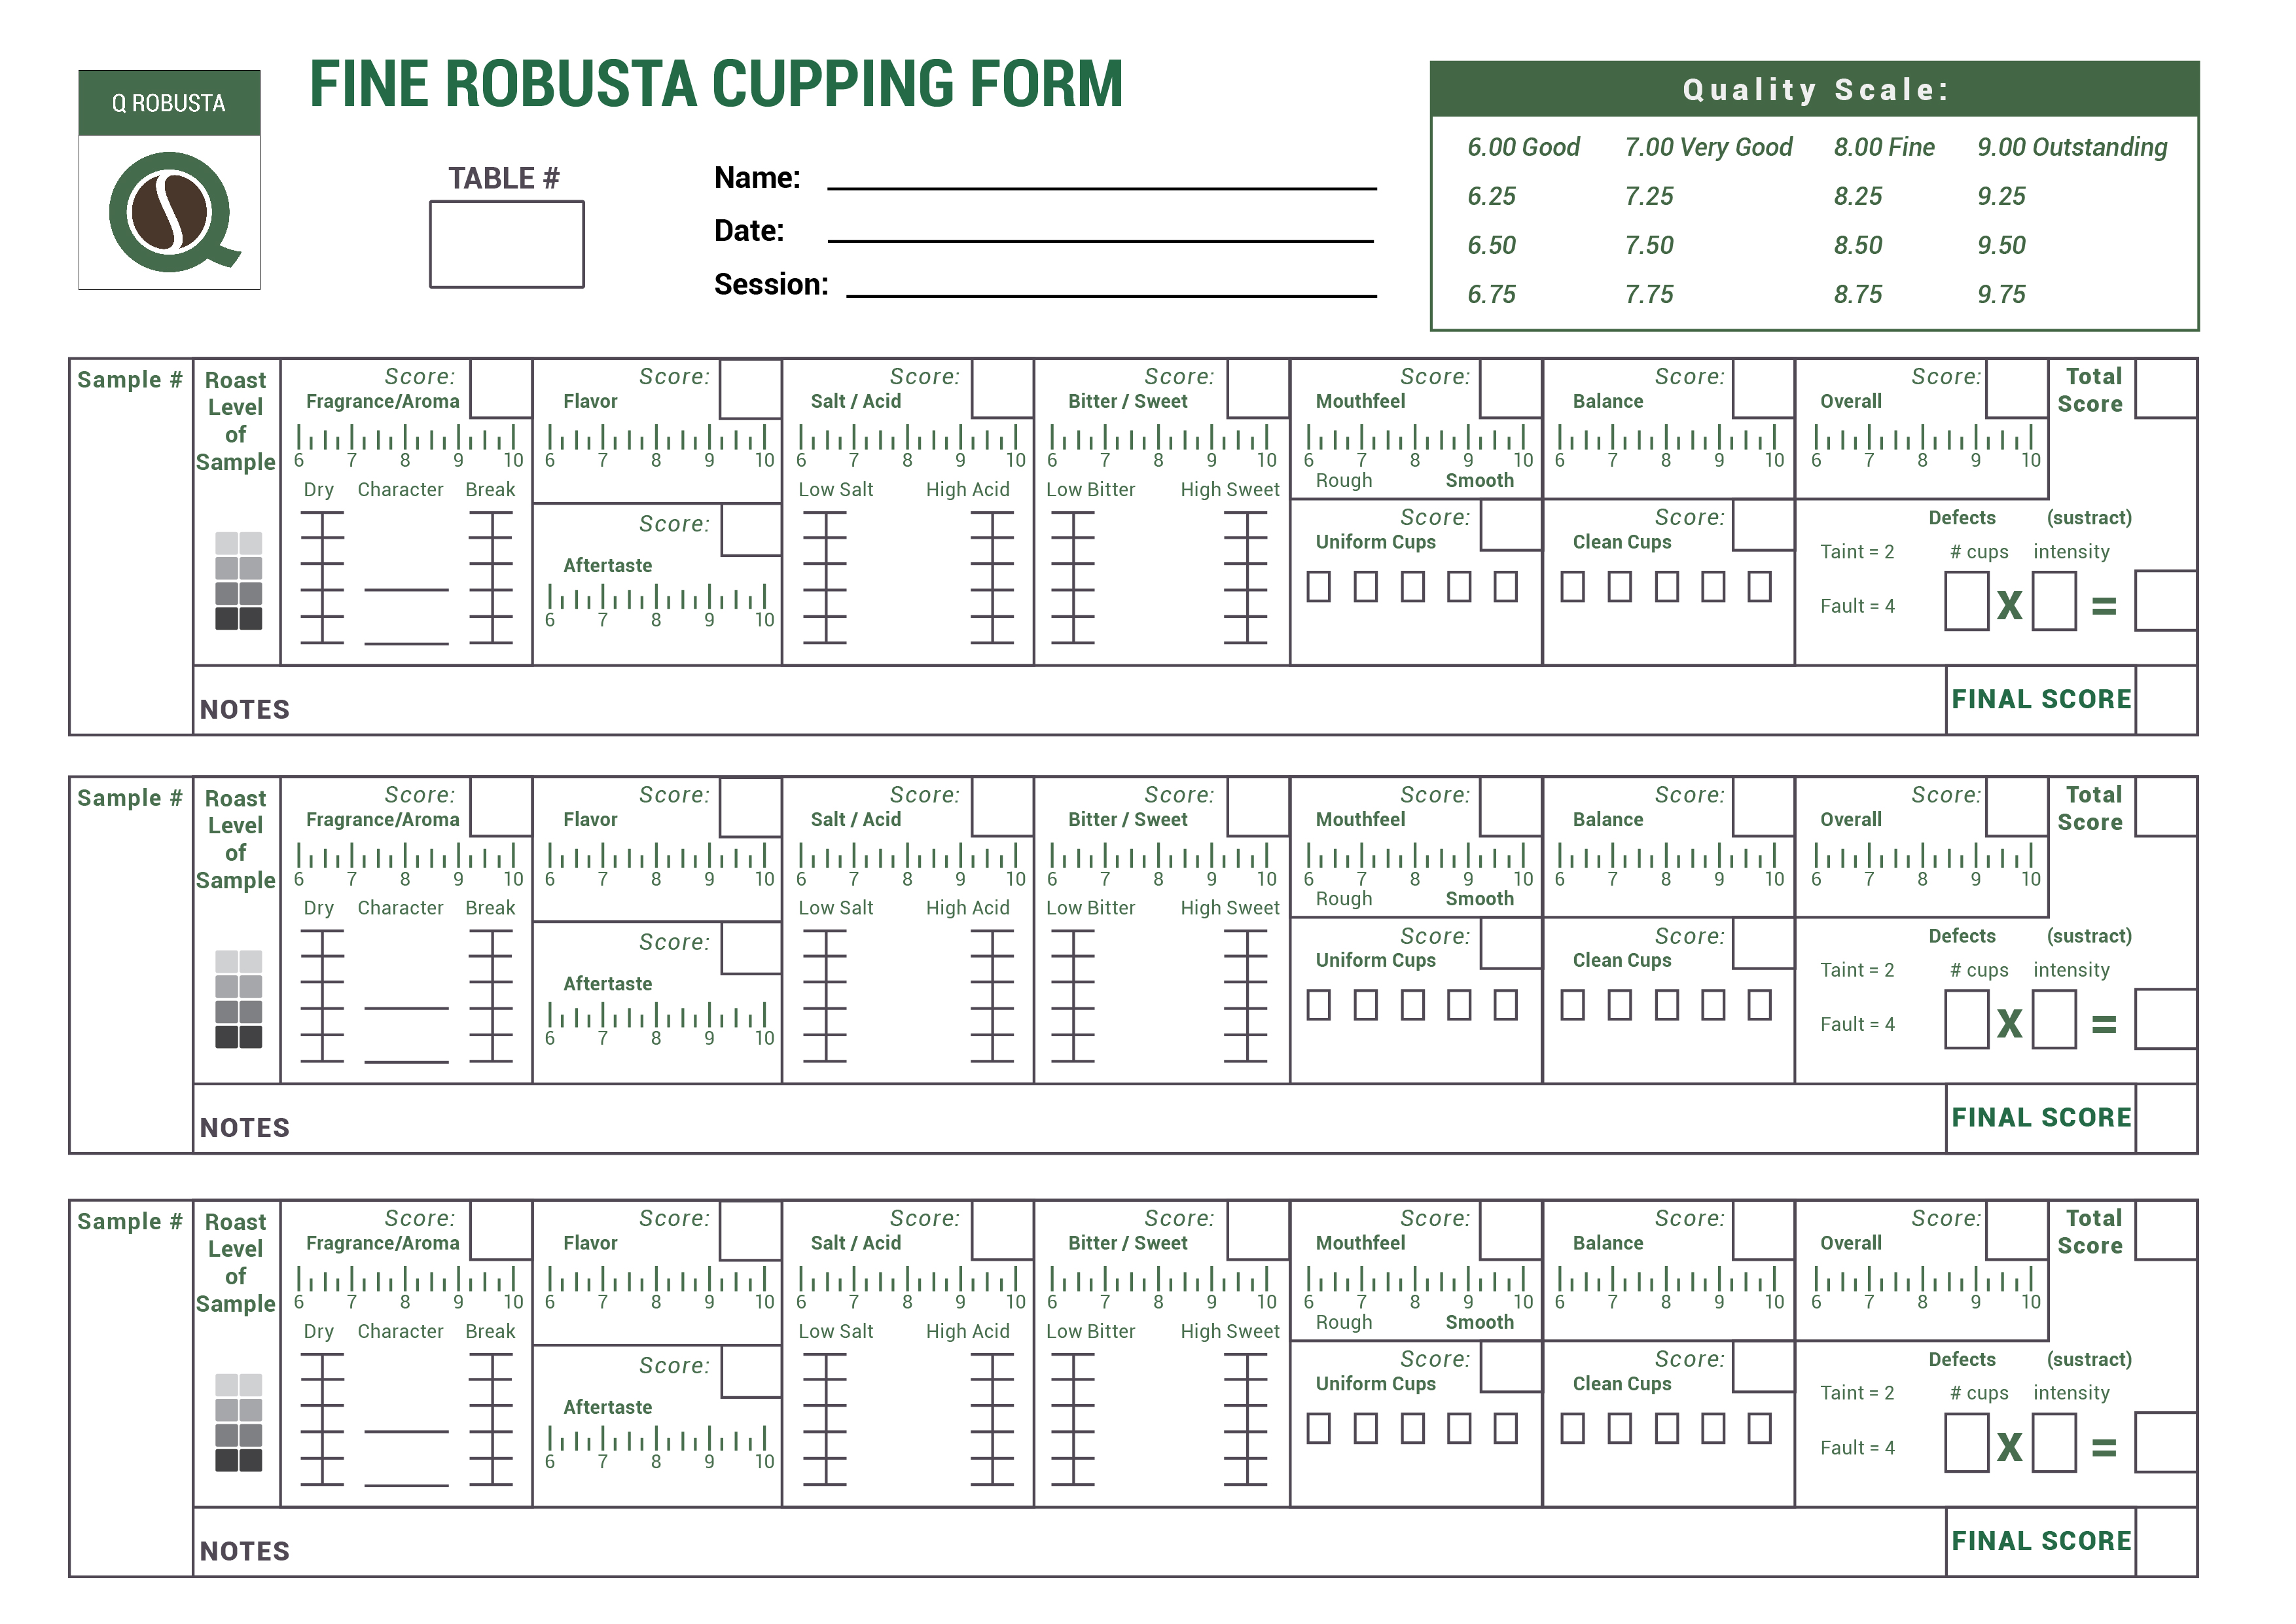 Q ROBUSTA
FINE ROBUSTA CUPPING FORM
TABLE #
Name:
Date:
Session:
Quality Scale:
6.00 Good 7.00 Very Good 8.00 Fine 9.00 Outstanding
6.25 7.25 8.25 9.25
6.50 7.50 8.50 9.50
6.75 7.75 8.75 9.75
Sample # Roast Score: Score: Score: Score: Score: Score: Score: Total
Level Fragrance/Aroma Flavor Salt / Acid Bitter / Sweet Mouthfeel Balance Overall Score
of
Sample 6 7 8 9 10 6 7 8 9 10 6 7 8 9 10 6 7 8 9 10 6 7 8 9 10 6 7 8 9 10 6 7 8 9 10
Rough Smooth
Dry Character Break Low Salt High Acid Low Bitter High Sweet
Score: Score: Score: Defects (sustract)
Uniform Cups Clean Cups
Aftertaste Taint = 2 # cups intensity
6 7 8 9 10 Fault = 4 X =
NOTES FINAL SCORE
Sample # Roast Score: Score: Score: Score: Score: Score: Score: Total
Level Fragrance/Aroma Flavor Salt / Acid Bitter / Sweet Mouthfeel Balance Overall Score
of
Sample 6 7 8 9 10 6 7 8 9 10 6 7 8 9 10 6 7 8 9 10 6 7 8 9 10 6 7 8 9 10 6 7 8 9 10
Rough Smooth
Dry Character Break Low Salt High Acid Low Bitter High Sweet
Score: Score: Score: Defects (sustract)
Uniform Cups Clean Cups
Aftertaste Taint = 2 # cups intensity
6 7 8 9 10 Fault = 4 X =
NOTES FINAL SCORE
Sample # Roast Score: Score: Score: Score: Score: Score: Score: Total
Level Fragrance/Aroma Flavor Salt / Acid Bitter / Sweet Mouthfeel Balance Overall Score
of
Sample 6 7 8 9 10 6 7 8 9 10 6 7 8 9 10 6 7 8 9 10 6 7 8 9 10 6 7 8 9 10 6 7 8 9 10
Rough Smooth
Dry Character Break Low Salt High Acid Low Bitter High Sweet
Score: Score: Score: Defects (sustract)
Uniform Cups Clean Cups
Aftertaste Taint = 2 # cups intensity
6 7 8 9 10 Fault = 4 X =
NOTES FINAL SCORE